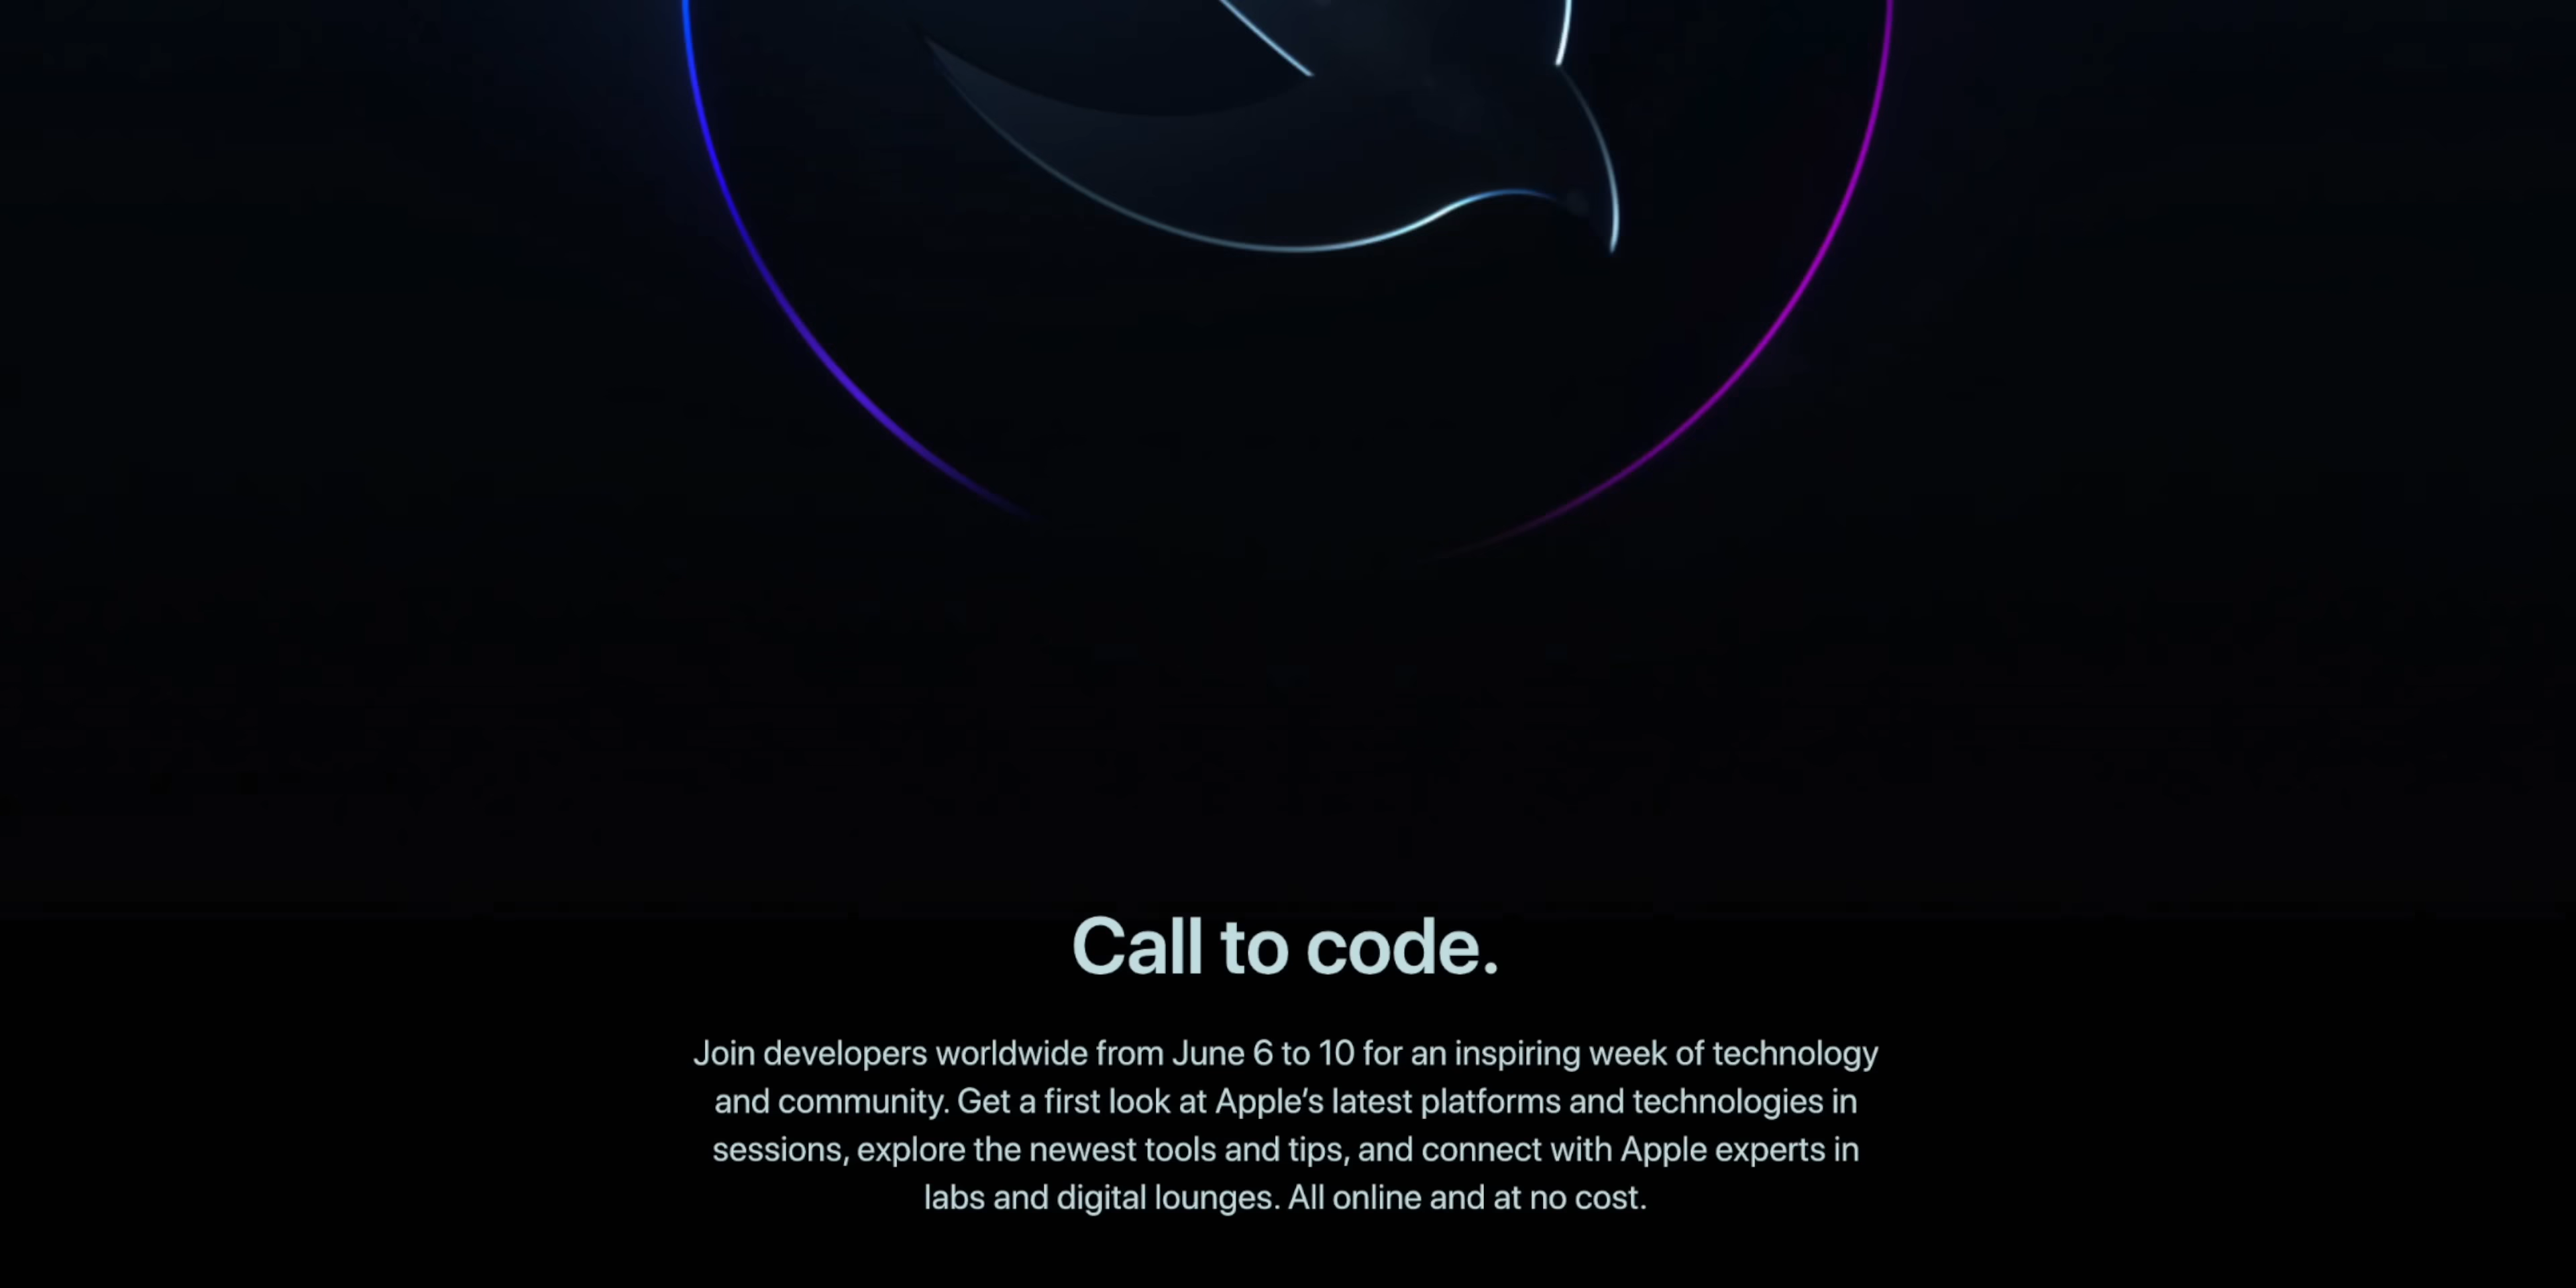 Call to code.
Join developers worldwide from June 6 to 10 for an inspiring week of technology
and community. Get a first look at Apple’s latest platforms and technologies in
sessions, explore the newest tools and tips, and connect with Apple experts in
labs and digital lounges. All online and at no cost.